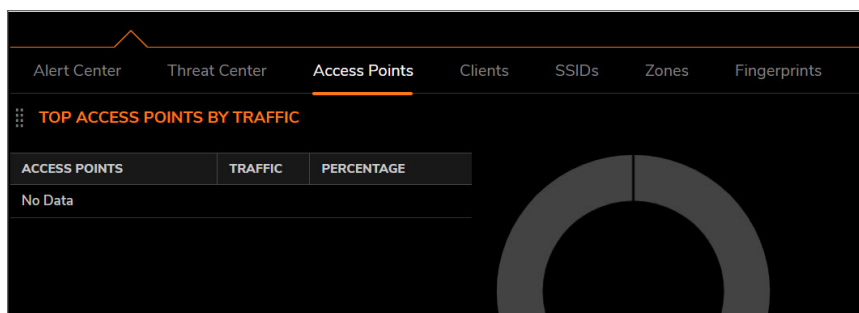 Alert Center Threat Center Access Points Clients SSIDs Zones Fingerprints
TOP ACCESS POINTS BY TRAFFIC
ACCESS POINTS TRAFFIC PERCENTAGE
No Data